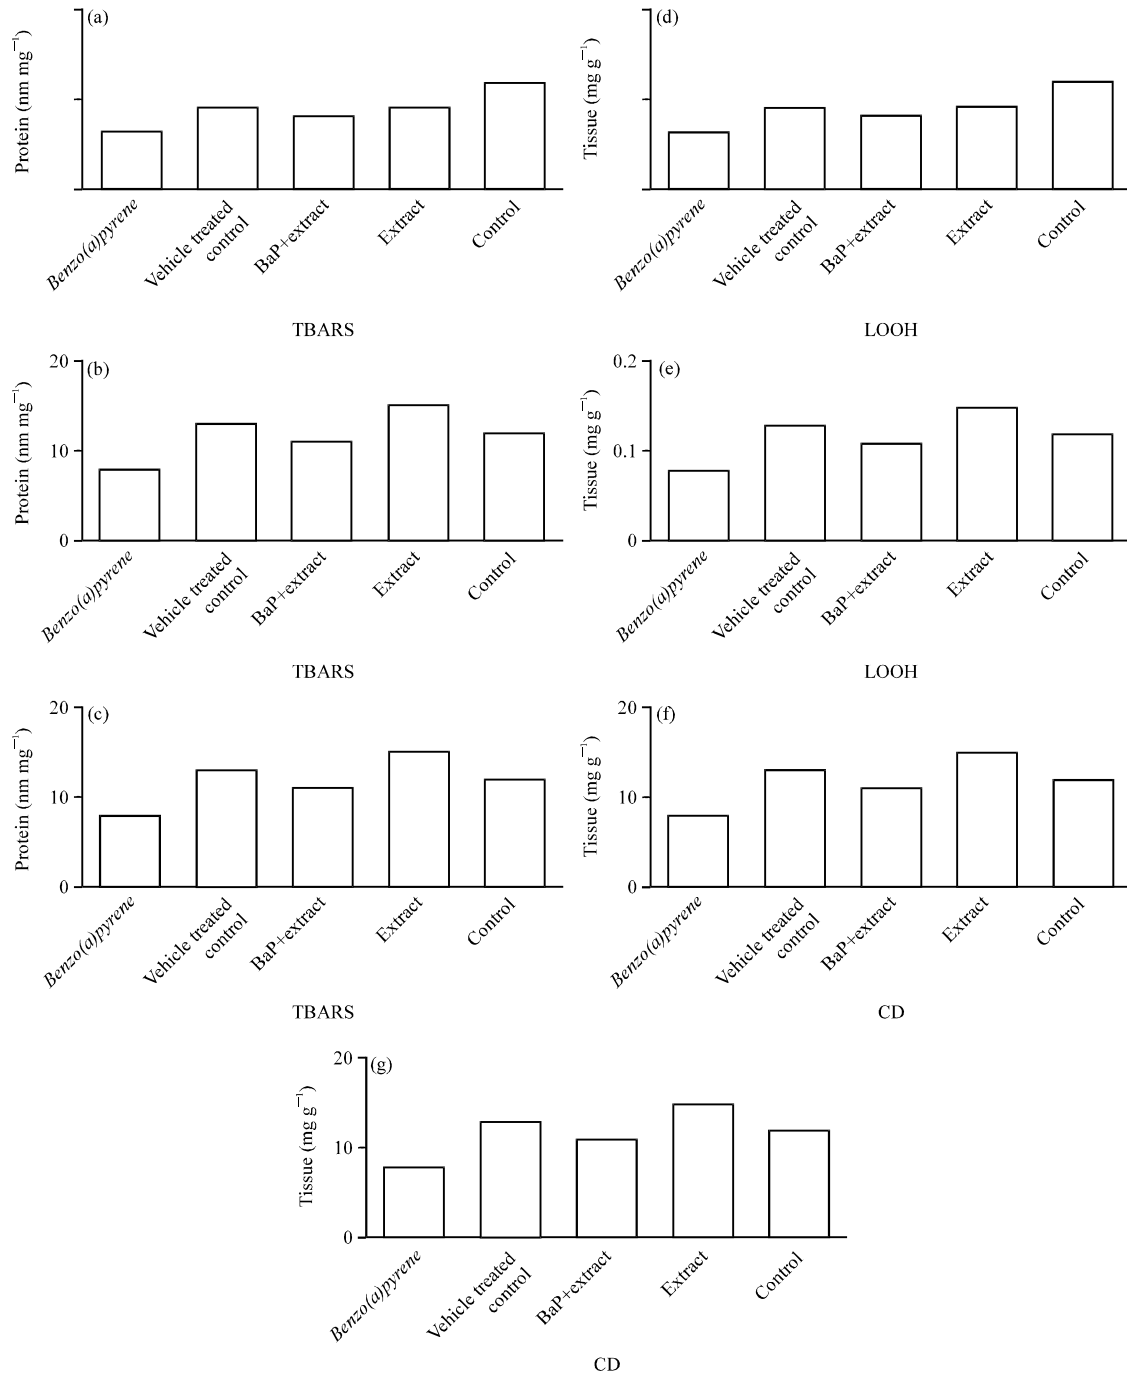 (a)
Protein (nm mg⁻¹)
Benzo(a)pyrene
Vehicle treated
control
BaP+extract
Extract
Control
TBARS
(d)
Tissue (mg g⁻¹)
Benzo(a)pyrene
Vehicle treated
control
BaP+extract
Extract
Control
LOOH
(b)
Protein (nm mg⁻¹)
20
10
0
Benzo(a)pyrene
Vehicle treated
control
BaP+extract
Extract
Control
TBARS
(e)
Tissue (mg g⁻¹)
0.2
0.1
0
Benzo(a)pyrene
Vehicle treated
control
BaP+extract
Extract
Control
LOOH
(c)
Protein (nm mg⁻¹)
20
10
0
Benzo(a)pyrene
Vehicle treated
control
BaP+extract
Extract
Control
TBARS
(f)
Tissue (mg g⁻¹)
20
10
0
Benzo(a)pyrene
Vehicle treated
control
BaP+extract
Extract
Control
CD
(g)
Tissue (mg g⁻¹)
20
10
0
Benzo(a)pyrene
Vehicle treated
control
BaP+extract
Extract
Control
CD